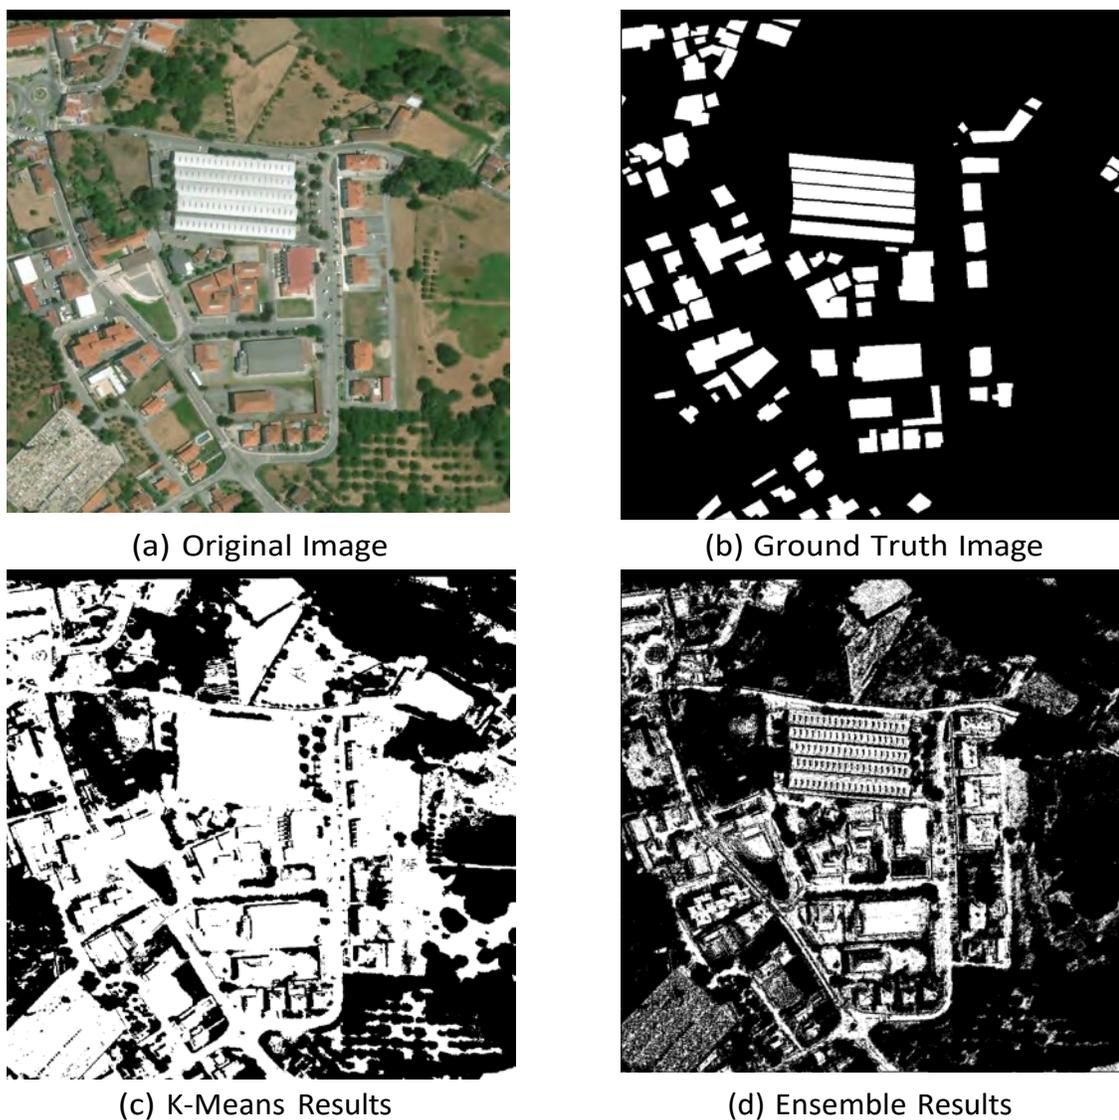 (a) Original Image
(b) Ground Truth Image
(c) K-Means Results
(d) Ensemble Results